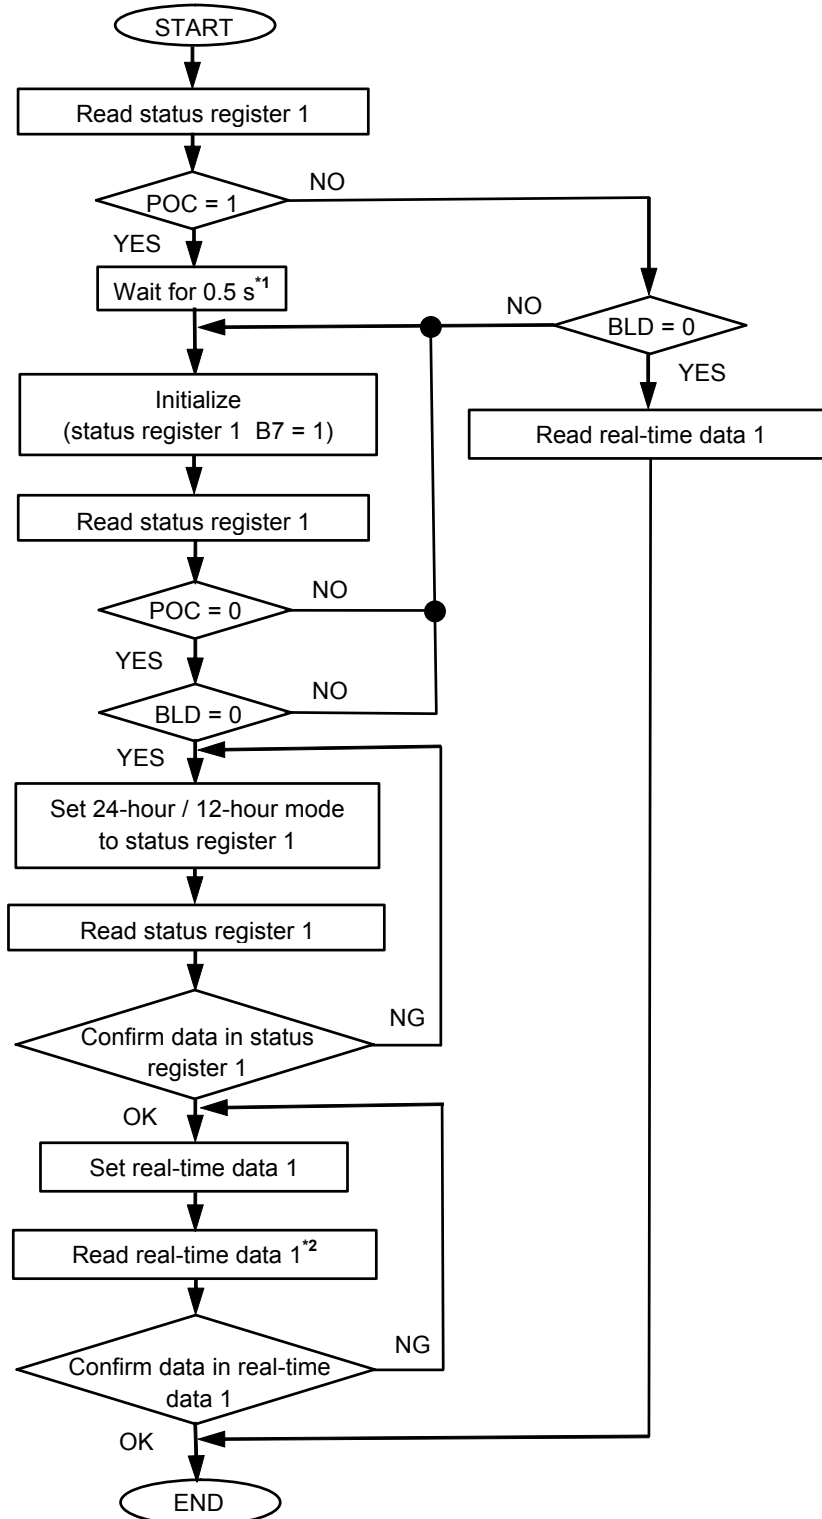 START
Read status register 1
POC = 1
NO
YES
Wait for 0.5 s*1
NO
BLD = 0
YES
Initialize
(status register 1  B7 = 1)
Read real-time data 1
Read status register 1
POC = 0
NO
YES
BLD = 0
NO
YES
Set 24-hour / 12-hour mode
to status register 1
Read status register 1
Confirm data in status
register 1
NG
OK
Set real-time data 1
Read real-time data 1*2
Confirm data in real-time
data 1
NG
OK
END